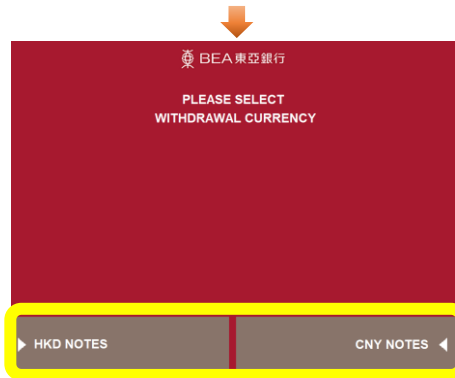 BEA東亞銀行
PLEASE SELECT
WITHDRAWAL CURRENCY
HKD NOTES
CNY NOTES